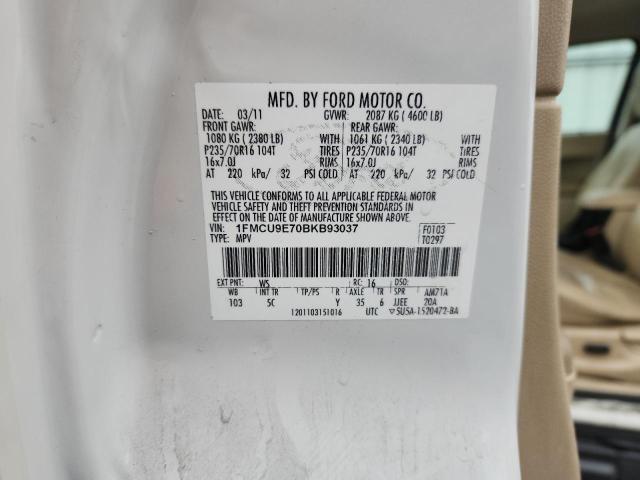 MFD. BY FORD MOTOR CO.
DATE: 03/11 GVWR: 2087 KG ( 4600 LB)
FRONT GAWR: REAR GAWR:
1080 KG ( 2380 LB) WITH 1061 KG ( 2340 LB) WITH
P235/70R16 104T TIRES P235/70R16 104T TIRES
16x7.0J RIMS 16x7.0J RIMS
AT 220 kPa/ 32 PSI COLD AT 220 kPa/ 32 PSI COLD
THIS VEHICLE CONFORMS TO ALL APPLICABLE FEDERAL MOTOR
VEHICLE SAFETY AND THEFT PREVENTION STANDARDS IN
EFFECT ON THE DATE OF MANUFACTURE SHOWN ABOVE.
VIN: 1FMCU9E70BKB93037 F0103
TYPE: MPV T0297
EXT PNT: WS RC: 16 DSO:
WB INT TR TP/PS R AXLE TR SPR AM71A
103 5C Y 35 6 JJEE 20A
1201103151016 UTC ▽5U5A-1520472-BA